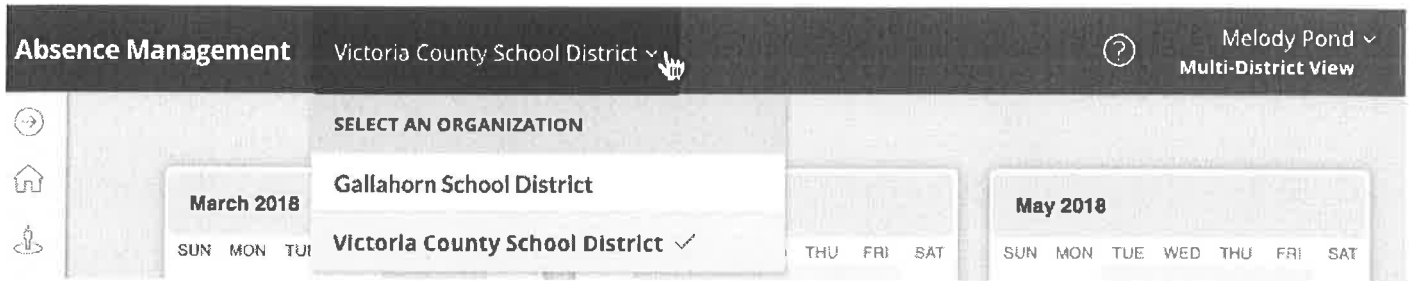 Absence Management
Victoria County School District
?
Melody Pond
Multi-District View
SELECT AN ORGANIZATION
Gallahorn School District
Victoria County School District
March 2018
SUN MON TUE
THU FRI SAT
May 2018
SUN MON TUE WED THU FRI SAT